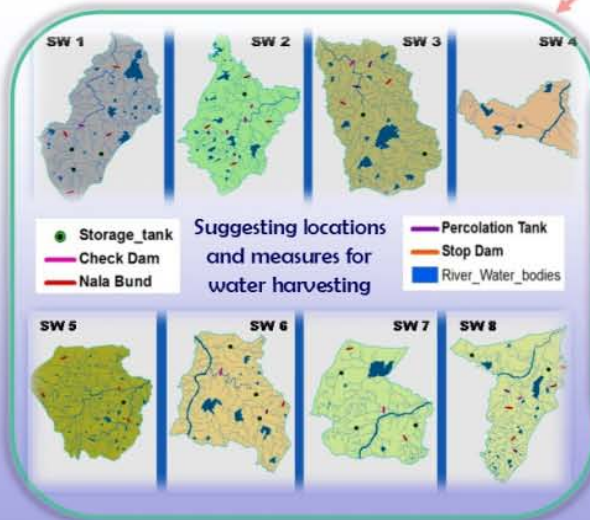 SW 1
SW 2
SW 3
SW 4
Storage_tank
Check Dam
Nala Bund
Suggesting locations
and measures for
water harvesting
Percolation Tank
Stop Dam
River_Water_bodies
SW 5
SW 6
SW 7
SW 8